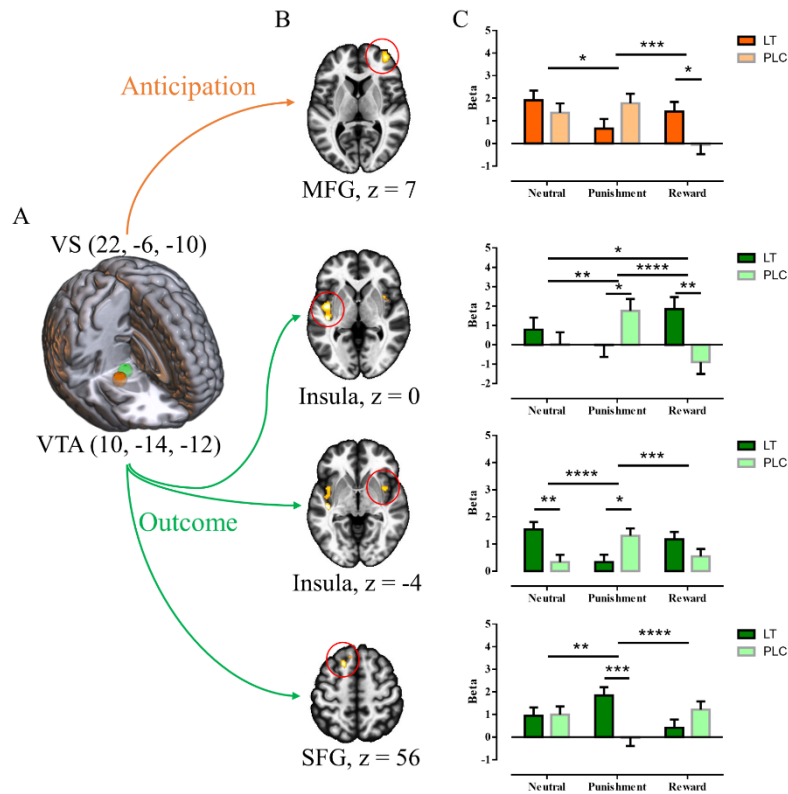 A
B
C
Anticipation
VS (22, -6, -10)
VTA (10, -14, -12)
Outcome
MFG, z = 7
Insula, z = 0
Insula, z = -4
SFG, z = 56
LT
PLC
Beta
5
4
3
2
1
0
-1
*
***
*
Neutral
Punishment
Reward
LT
PLC
Beta
5
4
3
2
1
0
-1
-2
*
**
****
*
**
Neutral
Punishment
Reward
LT
PLC
Beta
5
4
3
2
1
0
****
***
**
*
Neutral
Punishment
Reward
LT
PLC
Beta
5
4
3
2
1
0
-1
**
****
***
Neutral
Punishment
Reward